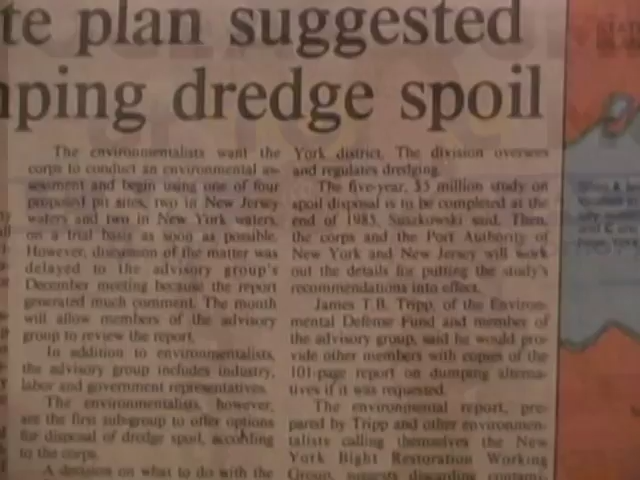 te plan suggested
ping dredge spoil
The environmentalists want the
corps to conduct an environmental as-
sessment and begin using one of four
proposed pit sites, two in New Jersey
waters and two in New York waters,
on a trial basis as soon as possible.
However, discussion of the matter was
delayed to the advisory group's
December meeting because the report
generated much comment. The month
will allow members of the advisory
group to review the report.
In addition to environmentalists,
the advisory group includes industry,
labor and government representatives.
The environmentalists, however,
are the first subgroup to offer options
for disposal of dredge spoil, according
to the corps.
A decision on what to do with the
York district. The division oversees
and regulates dredging.
The five-year, $5 million study on
spoil disposal is to be completed at the
end of 1985, Suszkowski said. Then,
the corps and the Port Authority of
New York and New Jersey will work
out the details for putting the study's
recommendations into effect.
James T.B. Tripp, of the Environ-
mental Defense Fund and member of
the advisory group, said he would pro-
vide other members with copies of the
101-page report on dumping alterna-
tives if it was requested.
The environmental report, pre-
pared by Tripp and other environmen-
talists calling themselves the New
York Bight Restoration Working
Group, suggests discarding contami-